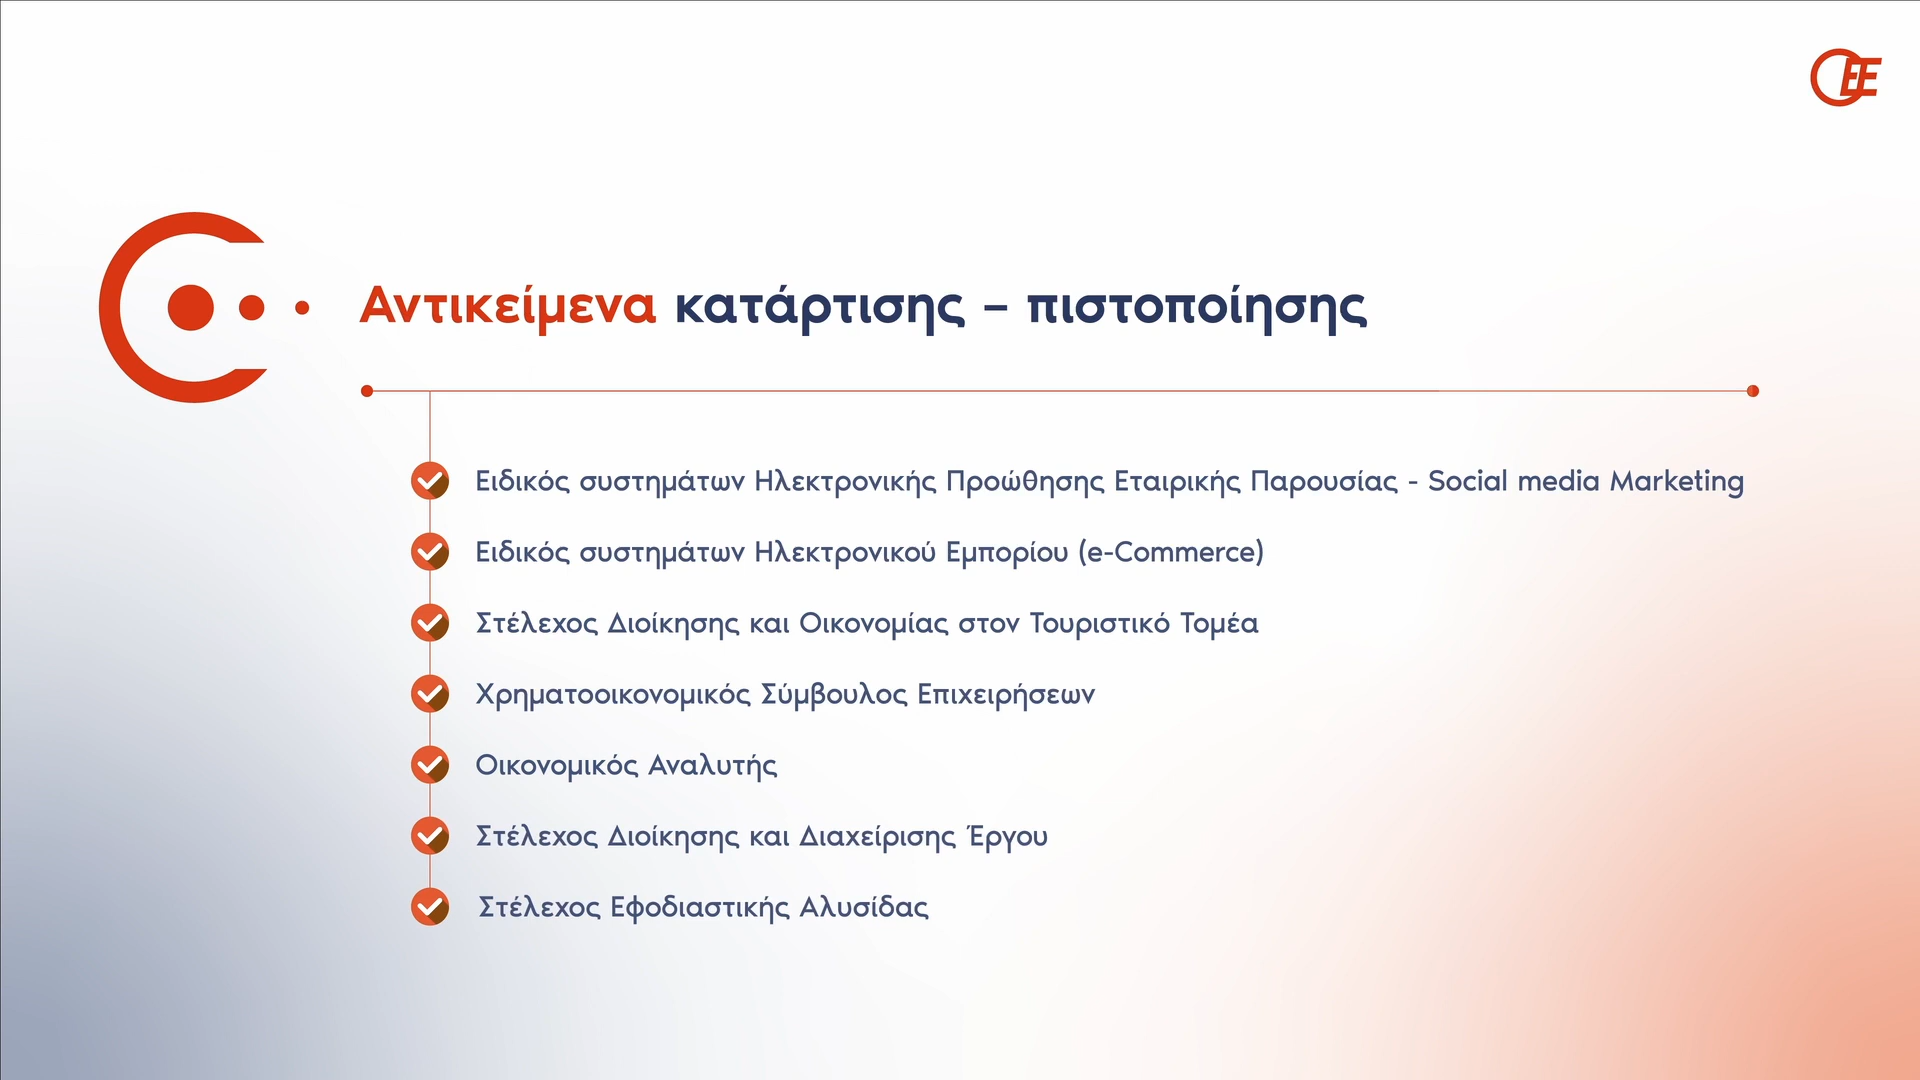 ΟΕΕ
Αντικείμενα κατάρτισης – πιστοποίησης
Ειδικός συστημάτων Ηλεκτρονικής Προώθησης Εταιρικής Παρουσίας - Social media Marketing
Ειδικός συστημάτων Ηλεκτρονικού Εμπορίου (e-Commerce)
Στέλεχος Διοίκησης και Οικονομίας στον Τουριστικό Τομέα
Χρηματοοικονομικός Σύμβουλος Επιχειρήσεων
Οικονομικός Αναλυτής
Στέλεχος Διοίκησης και Διαχείρισης Έργου
Στέλεχος Εφοδιαστικής Αλυσίδας